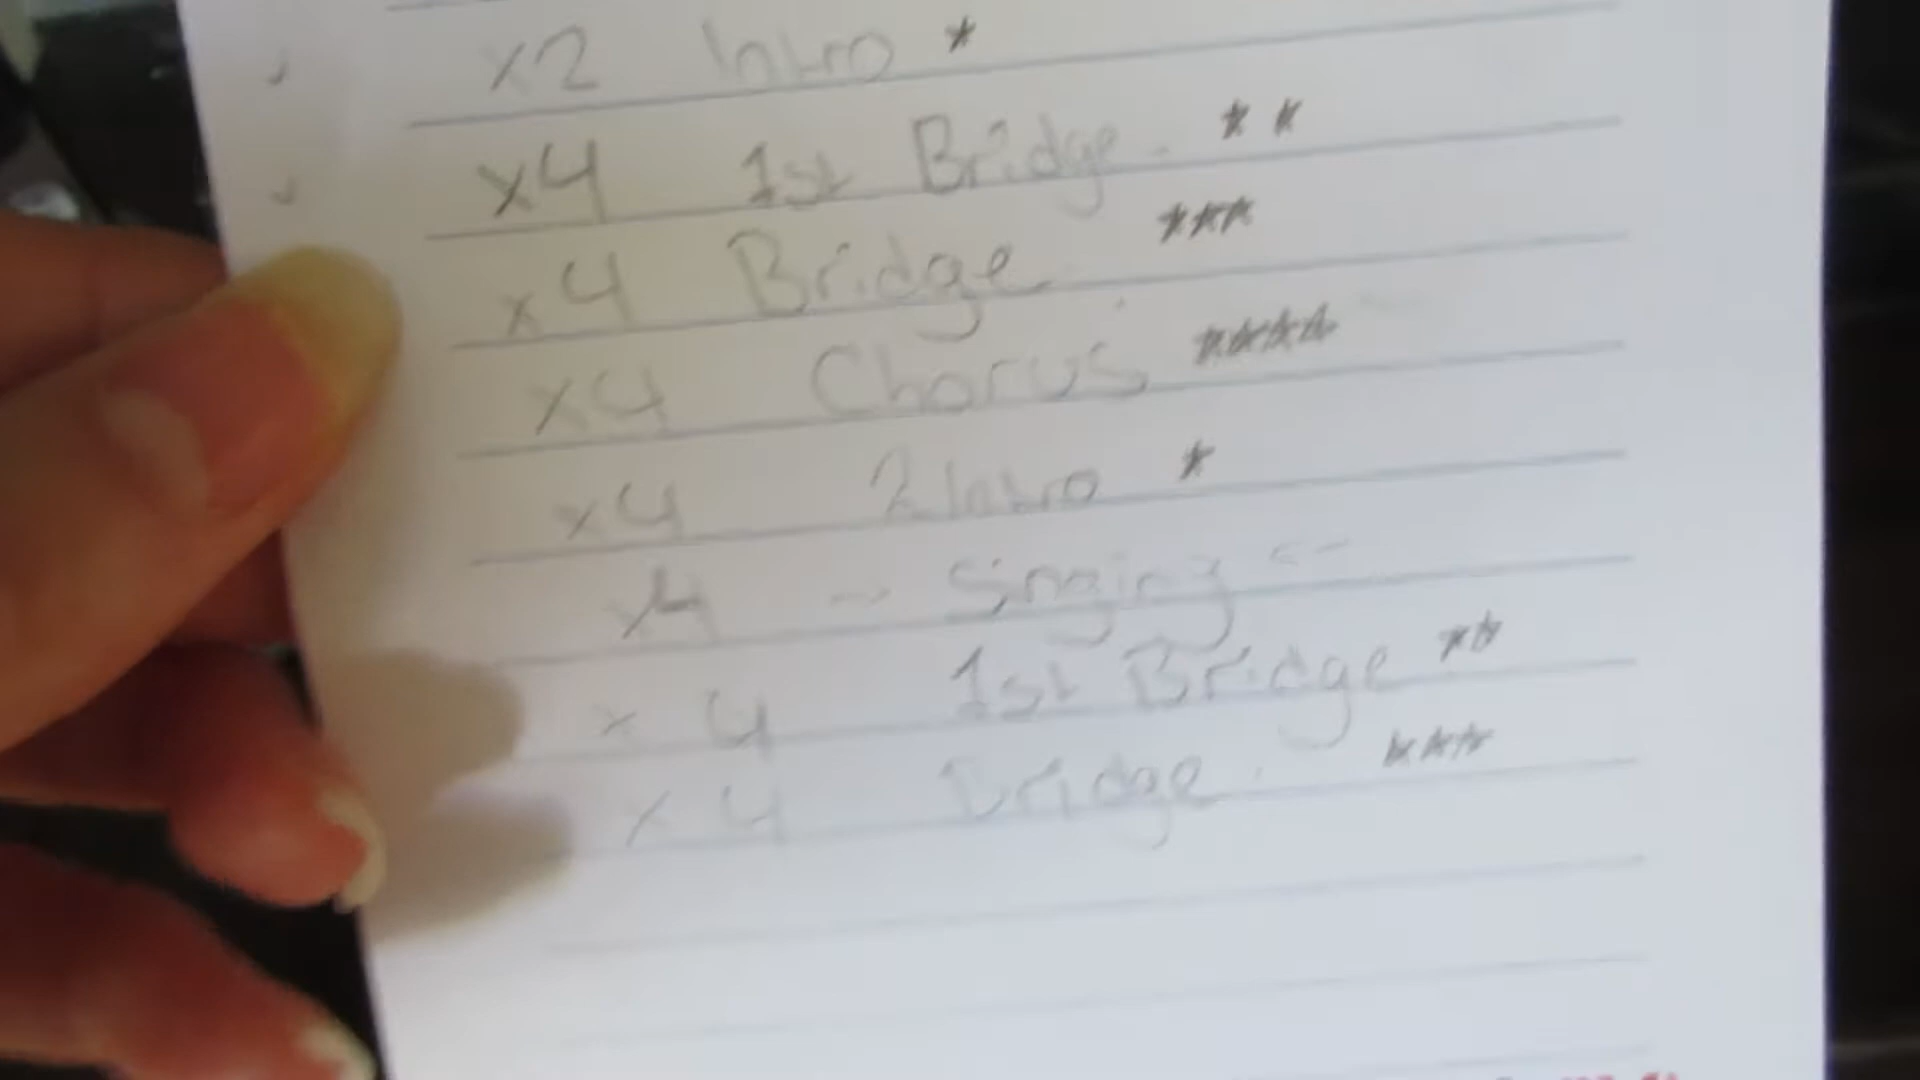 x2 Intro *
x4 1st Bridge. * *
x4 Bridge ***
x4 Chorus ****
x4 2 Intro *
x4 - Singing <-
x4 1st Bridge **
x4 Bridge. ***